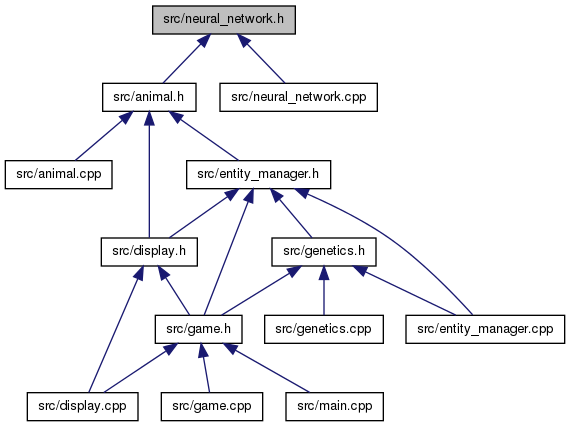 src/neural_network.h
src/animal.h
src/neural_network.cpp
src/animal.cpp
src/entity_manager.h
src/display.h
src/genetics.h
src/game.h
src/genetics.cpp
src/entity_manager.cpp
src/display.cpp
src/game.cpp
src/main.cpp